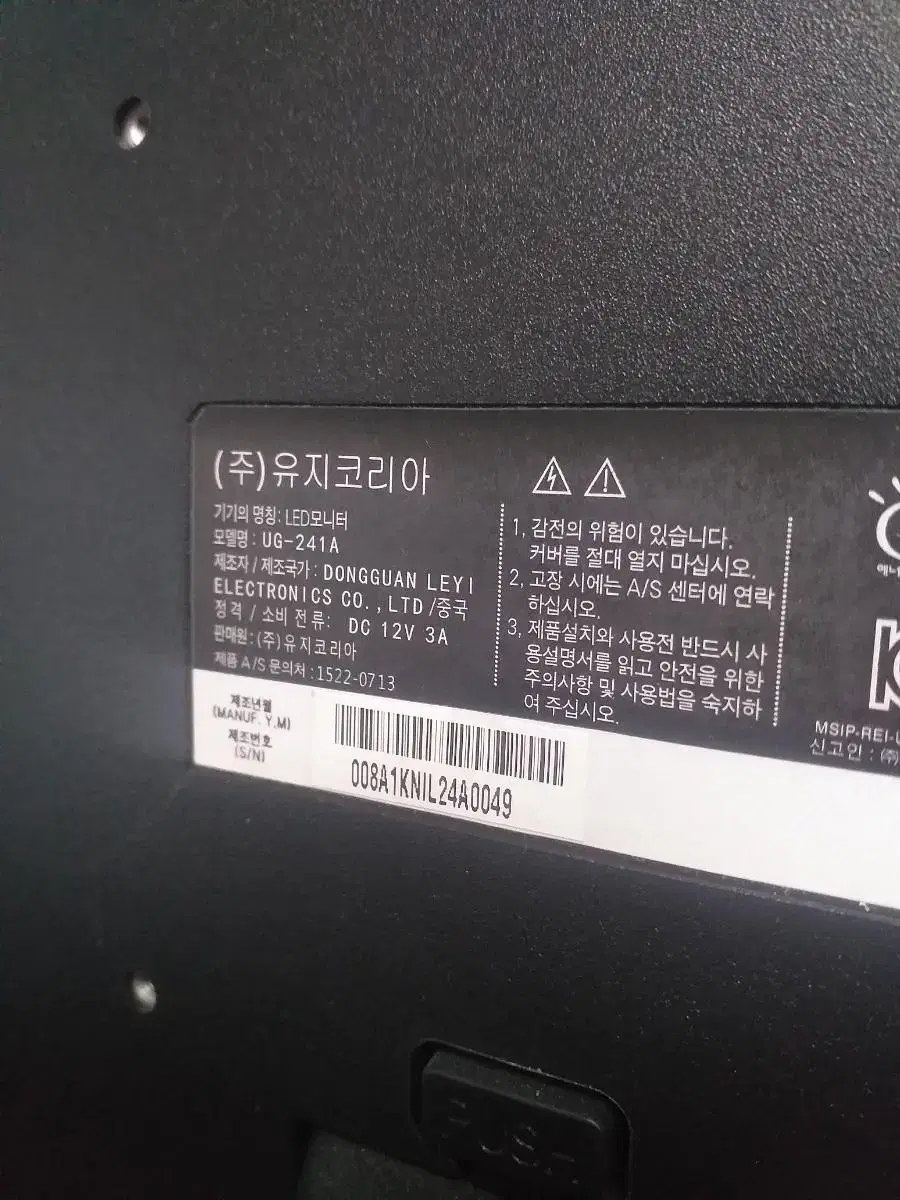 (주)유지코리아
기기의 명칭: LED모니터
모델명 : UG-241A
제조자 / 제조국가: DONGGUAN LEYI
ELECTRONICS CO., LTD /중국
정격 / 소비 전류: DC 12V 3A
판매원: (주)유지코리아
제품 A/S 문의처 : 1522-0713
1, 감전의 위험이 있습니다.
커버를 절대 열지 마십시오.
2, 고장 시에는 A/S 센터에 연락
하십시오.
3, 제품설치와 사용전 반드시 사
용설명서를 읽고 안전을 위한
주의사항 및 사용법을 숙지하
여 주십시오.
MSIP-REI-
신고인 : ㈜
제조년월
(MANUF. Y.M)
제조번호
(S/N)
008A1KNIL24A0049